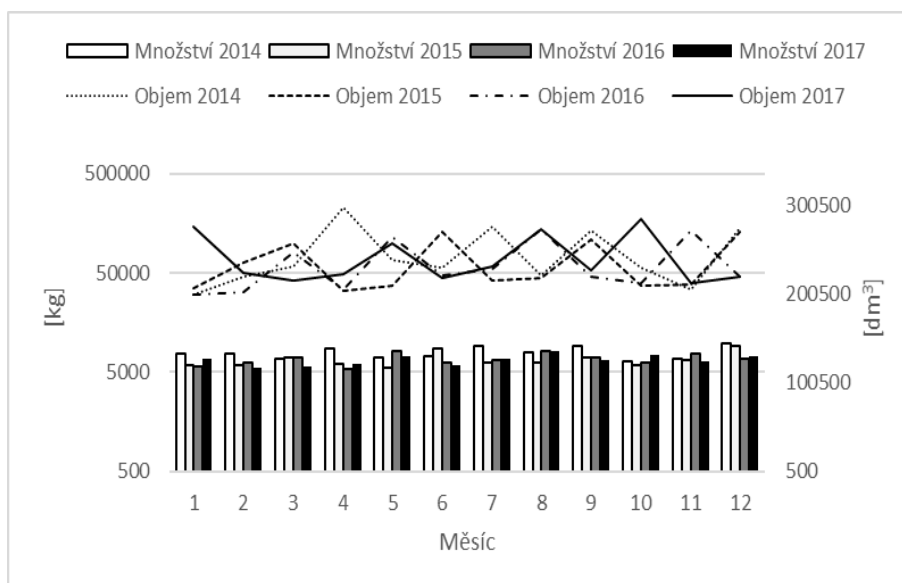 Množství 2014 Množství 2015 Množství 2016 Množství 2017
Objem 2014 Objem 2015 Objem 2016 Objem 2017
500000
50000
5000
500
[kg]
300500
200500
100500
500
[dm³]
1 2 3 4 5 6 7 8 9 10 11 12
Měsíc